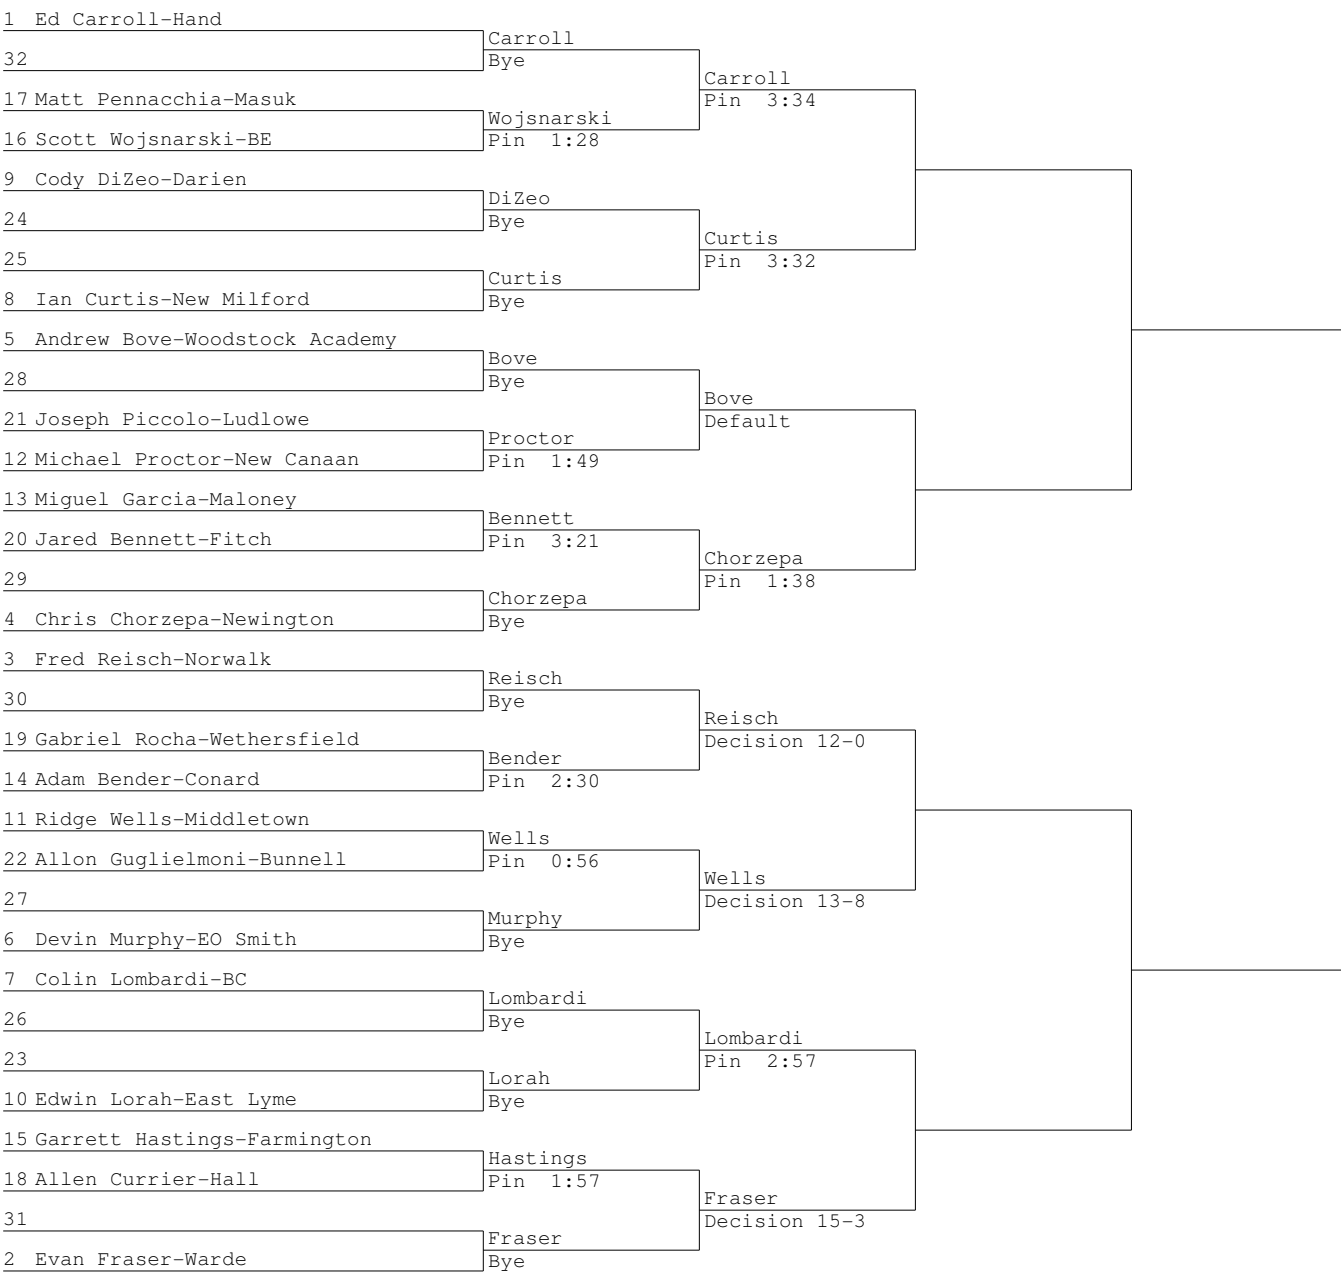 1 Ed Carroll-Hand
32
17 Matt Pennacchia-Masuk
16 Scott Wojsnarski-BE
9 Cody DiZeo-Darien
24
25
8 Ian Curtis-New Milford
5 Andrew Bove-Woodstock Academy
28
21 Joseph Piccolo-Ludlowe
12 Michael Proctor-New Canaan
13 Miguel Garcia-Maloney
20 Jared Bennett-Fitch
29
4 Chris Chorzepa-Newington
3 Fred Reisch-Norwalk
30
19 Gabriel Rocha-Wethersfield
14 Adam Bender-Conard
11 Ridge Wells-Middletown
22 Allon Guglielmoni-Bunnell
27
6 Devin Murphy-EO Smith
7 Colin Lombardi-BC
26
23
10 Edwin Lorah-East Lyme
15 Garrett Hastings-Farmington
18 Allen Currier-Hall
31
2 Evan Fraser-Warde
Carroll
Bye
Wojsnarski
Pin 1:28
DiZeo
Bye
Curtis
Bye
Bove
Bye
Proctor
Pin 1:49
Bennett
Pin 3:21
Chorzepa
Bye
Reisch
Bye
Bender
Pin 2:30
Wells
Pin 0:56
Murphy
Bye
Lombardi
Bye
Lorah
Bye
Hastings
Pin 1:57
Fraser
Bye
Carroll
Pin 3:34
Curtis
Pin 3:32
Bove
Default
Chorzepa
Pin 1:38
Reisch
Decision 12-0
Wells
Decision 13-8
Lombardi
Pin 2:57
Fraser
Decision 15-3